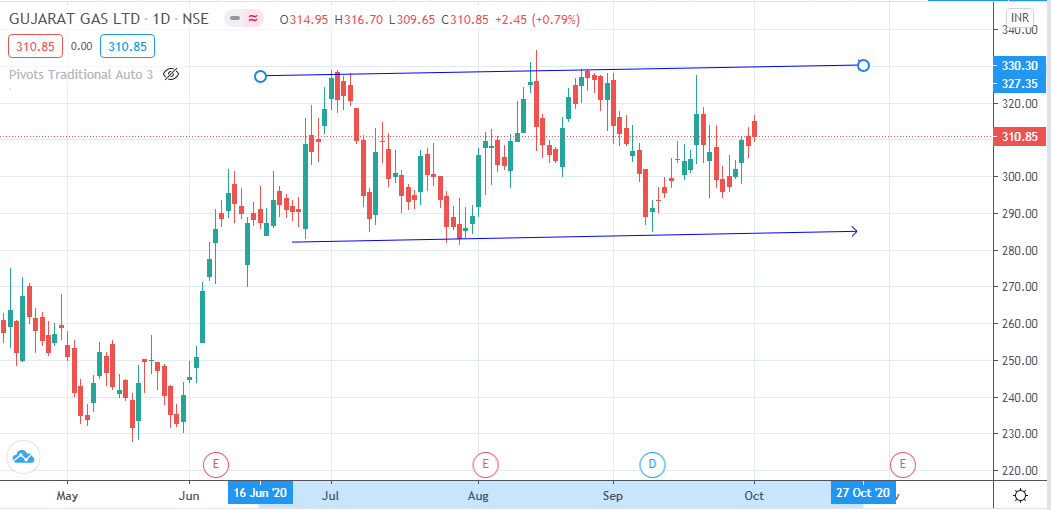 GUJARAT GAS LTD · 1D · NSE O314.95 H316.70 L309.65 C310.85 +2.45 (+0.79%)
310.85 0.00 310.85
Pivots Traditional Auto 3
INR
340.00
330.30
327.35
320.00
310.85
300.00
290.00
280.00
270.00
260.00
250.00
240.00
230.00
220.00
E E D E
May Jun 16 Jun '20 Jul Aug Sep Oct 27 Oct '20